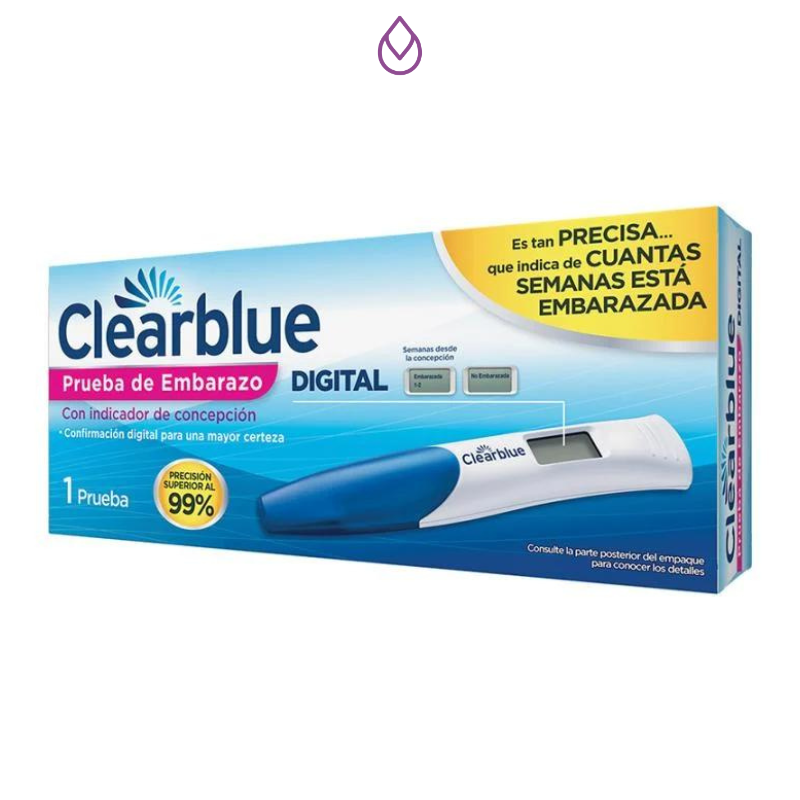 Es tan PRECISA...
que indica de CUANTAS
SEMANAS ESTÁ
EMBARAZADA
Clearblue
Prueba de Embarazo
Con indicador de concepción
• Confirmación digital para una mayor certeza
DIGITAL
Semanas desde
la concepción
Embarazada
1-2
No Embarazada
1 Prueba
PRECISIÓN
SUPERIOR AL
99%
Clearblue
Consulte la parte posterior del empaque
para conocer los detalles
Clearblue
DIGITAL
Prueba de Embarazo